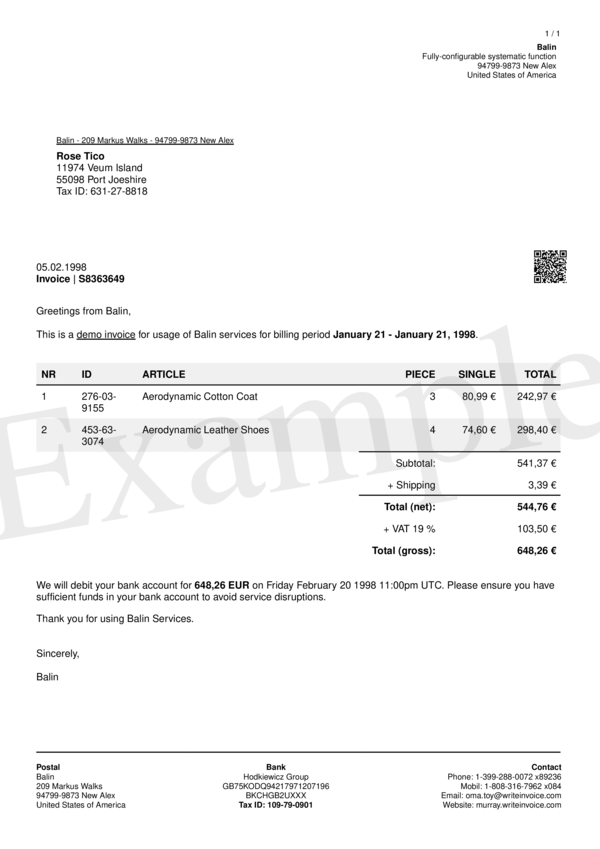 1 / 1
Balin
Fully-configurable systematic function
94799-9873 New Alex
United States of America
Balin - 209 Markus Walks - 94799-9873 New Alex
Rose Tico
11974 Veum Island
55098 Port Joeshire
Tax ID: 631-27-8818
05.02.1998
Invoice | S8363649
Greetings from Balin,
This is a demo invoice for usage of Balin services for billing period January 21 - January 21, 1998.
NR ID ARTICLE PIECE SINGLE TOTAL
1 276-03- Aerodynamic Cotton Coat 3 80,99 € 242,97 €
9155
2 453-63- Aerodynamic Leather Shoes 4 74,60 € 298,40 €
3074
Subtotal: 541,37 €
+ Shipping 3,39 €
Total (net): 544,76 €
+ VAT 19 % 103,50 €
Total (gross): 648,26 €
Example
We will debit your bank account for 648,26 EUR on Friday February 20 1998 11:00pm UTC. Please ensure you have
sufficient funds in your bank account to avoid service disruptions.
Thank you for using Balin Services.
Sincerely,
Balin
Postal Bank Contact
Balin Hodkiewicz Group Phone: 1-399-288-0072 x89236
209 Markus Walks GB75KODQ94217971207196 Mobil: 1-808-316-7962 x084
94799-9873 New Alex BKCHGB2UXXX Email: oma.toy@writeinvoice.com
United States of America Tax ID: 109-79-0901 Website: murray.writeinvoice.com